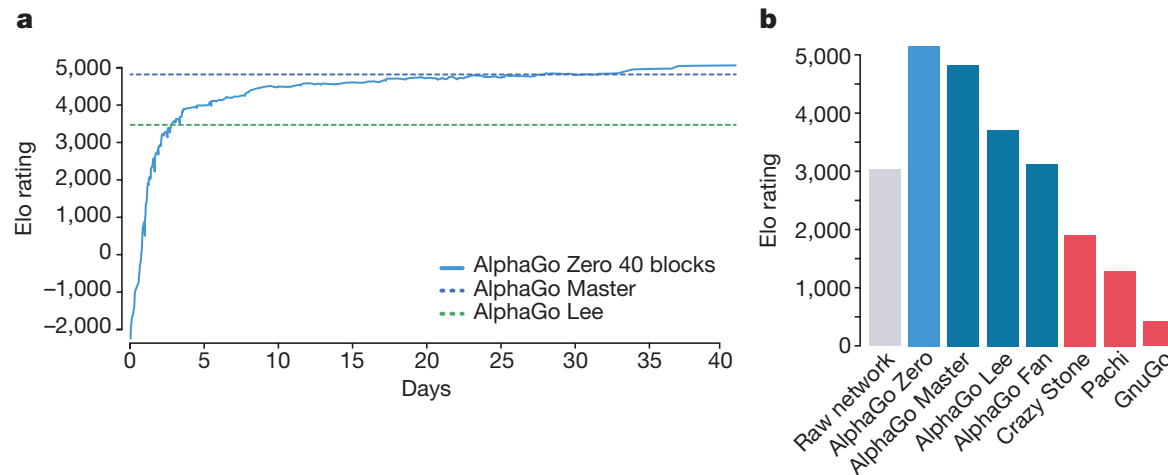 a
5,000
4,000
3,000
2,000
1,000
0
–1,000
–2,000
Elo rating
0 5 10 15 20 25 30 35 40
Days
AlphaGo Zero 40 blocks
AlphaGo Master
AlphaGo Lee
b
5,000
4,000
3,000
2,000
1,000
0
Elo rating
Raw network
AlphaGo Zero
AlphaGo Master
AlphaGo Lee
AlphaGo Fan
Crazy Stone
Pachi
GnuGo